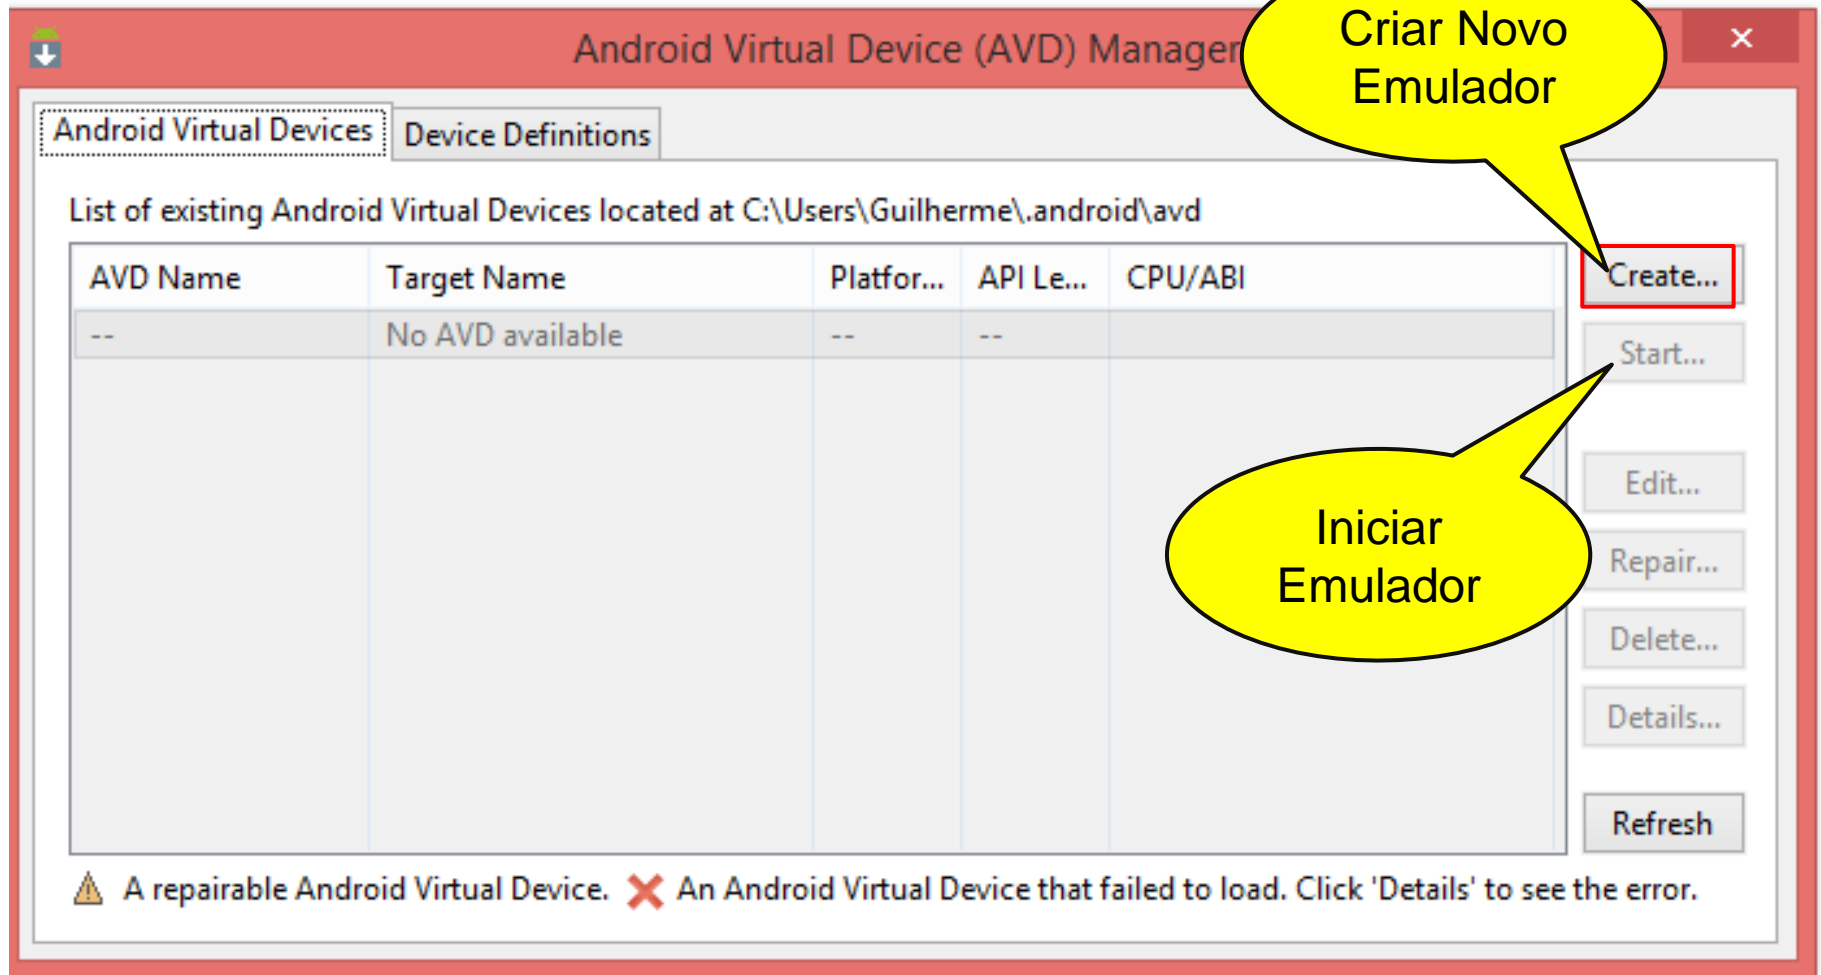 Android Virtual Device (AVD) Manager
Criar Novo
Emulador
Android Virtual Devices
Device Definitions
List of existing Android Virtual Devices located at C:\Users\Guilherme\.android\avd
AVD Name Target Name Platfor... API Le... CPU/ABI
-- No AVD available -- --
Create...
Start...
Iniciar
Emulador
Edit...
Repair...
Delete...
Details...
Refresh
A repairable Android Virtual Device. An Android Virtual Device that failed to load. Click 'Details' to see the error.